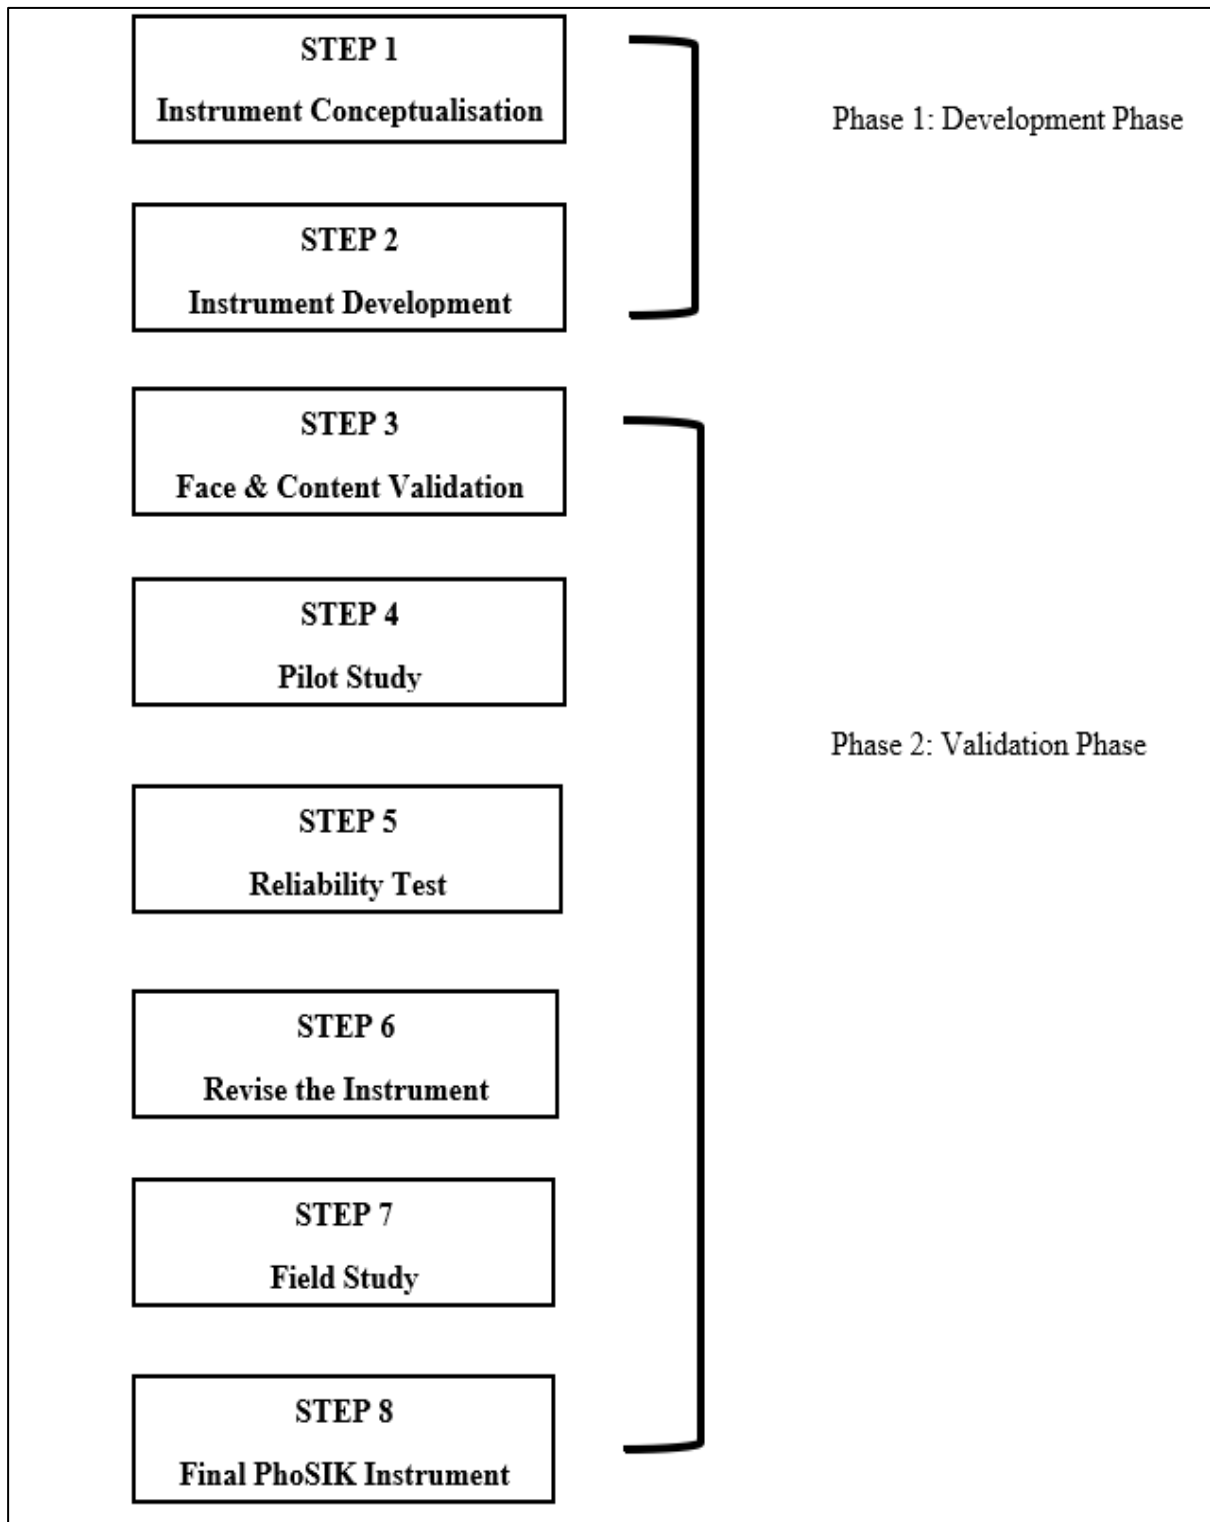 STEP 1
Instrument Conceptualisation
Phase 1: Development Phase
STEP 2
Instrument Development
STEP 3
Face & Content Validation
STEP 4
Pilot Study
Phase 2: Validation Phase
STEP 5
Reliability Test
STEP 6
Revise the Instrument
STEP 7
Field Study
STEP 8
Final PhoSIK Instrument